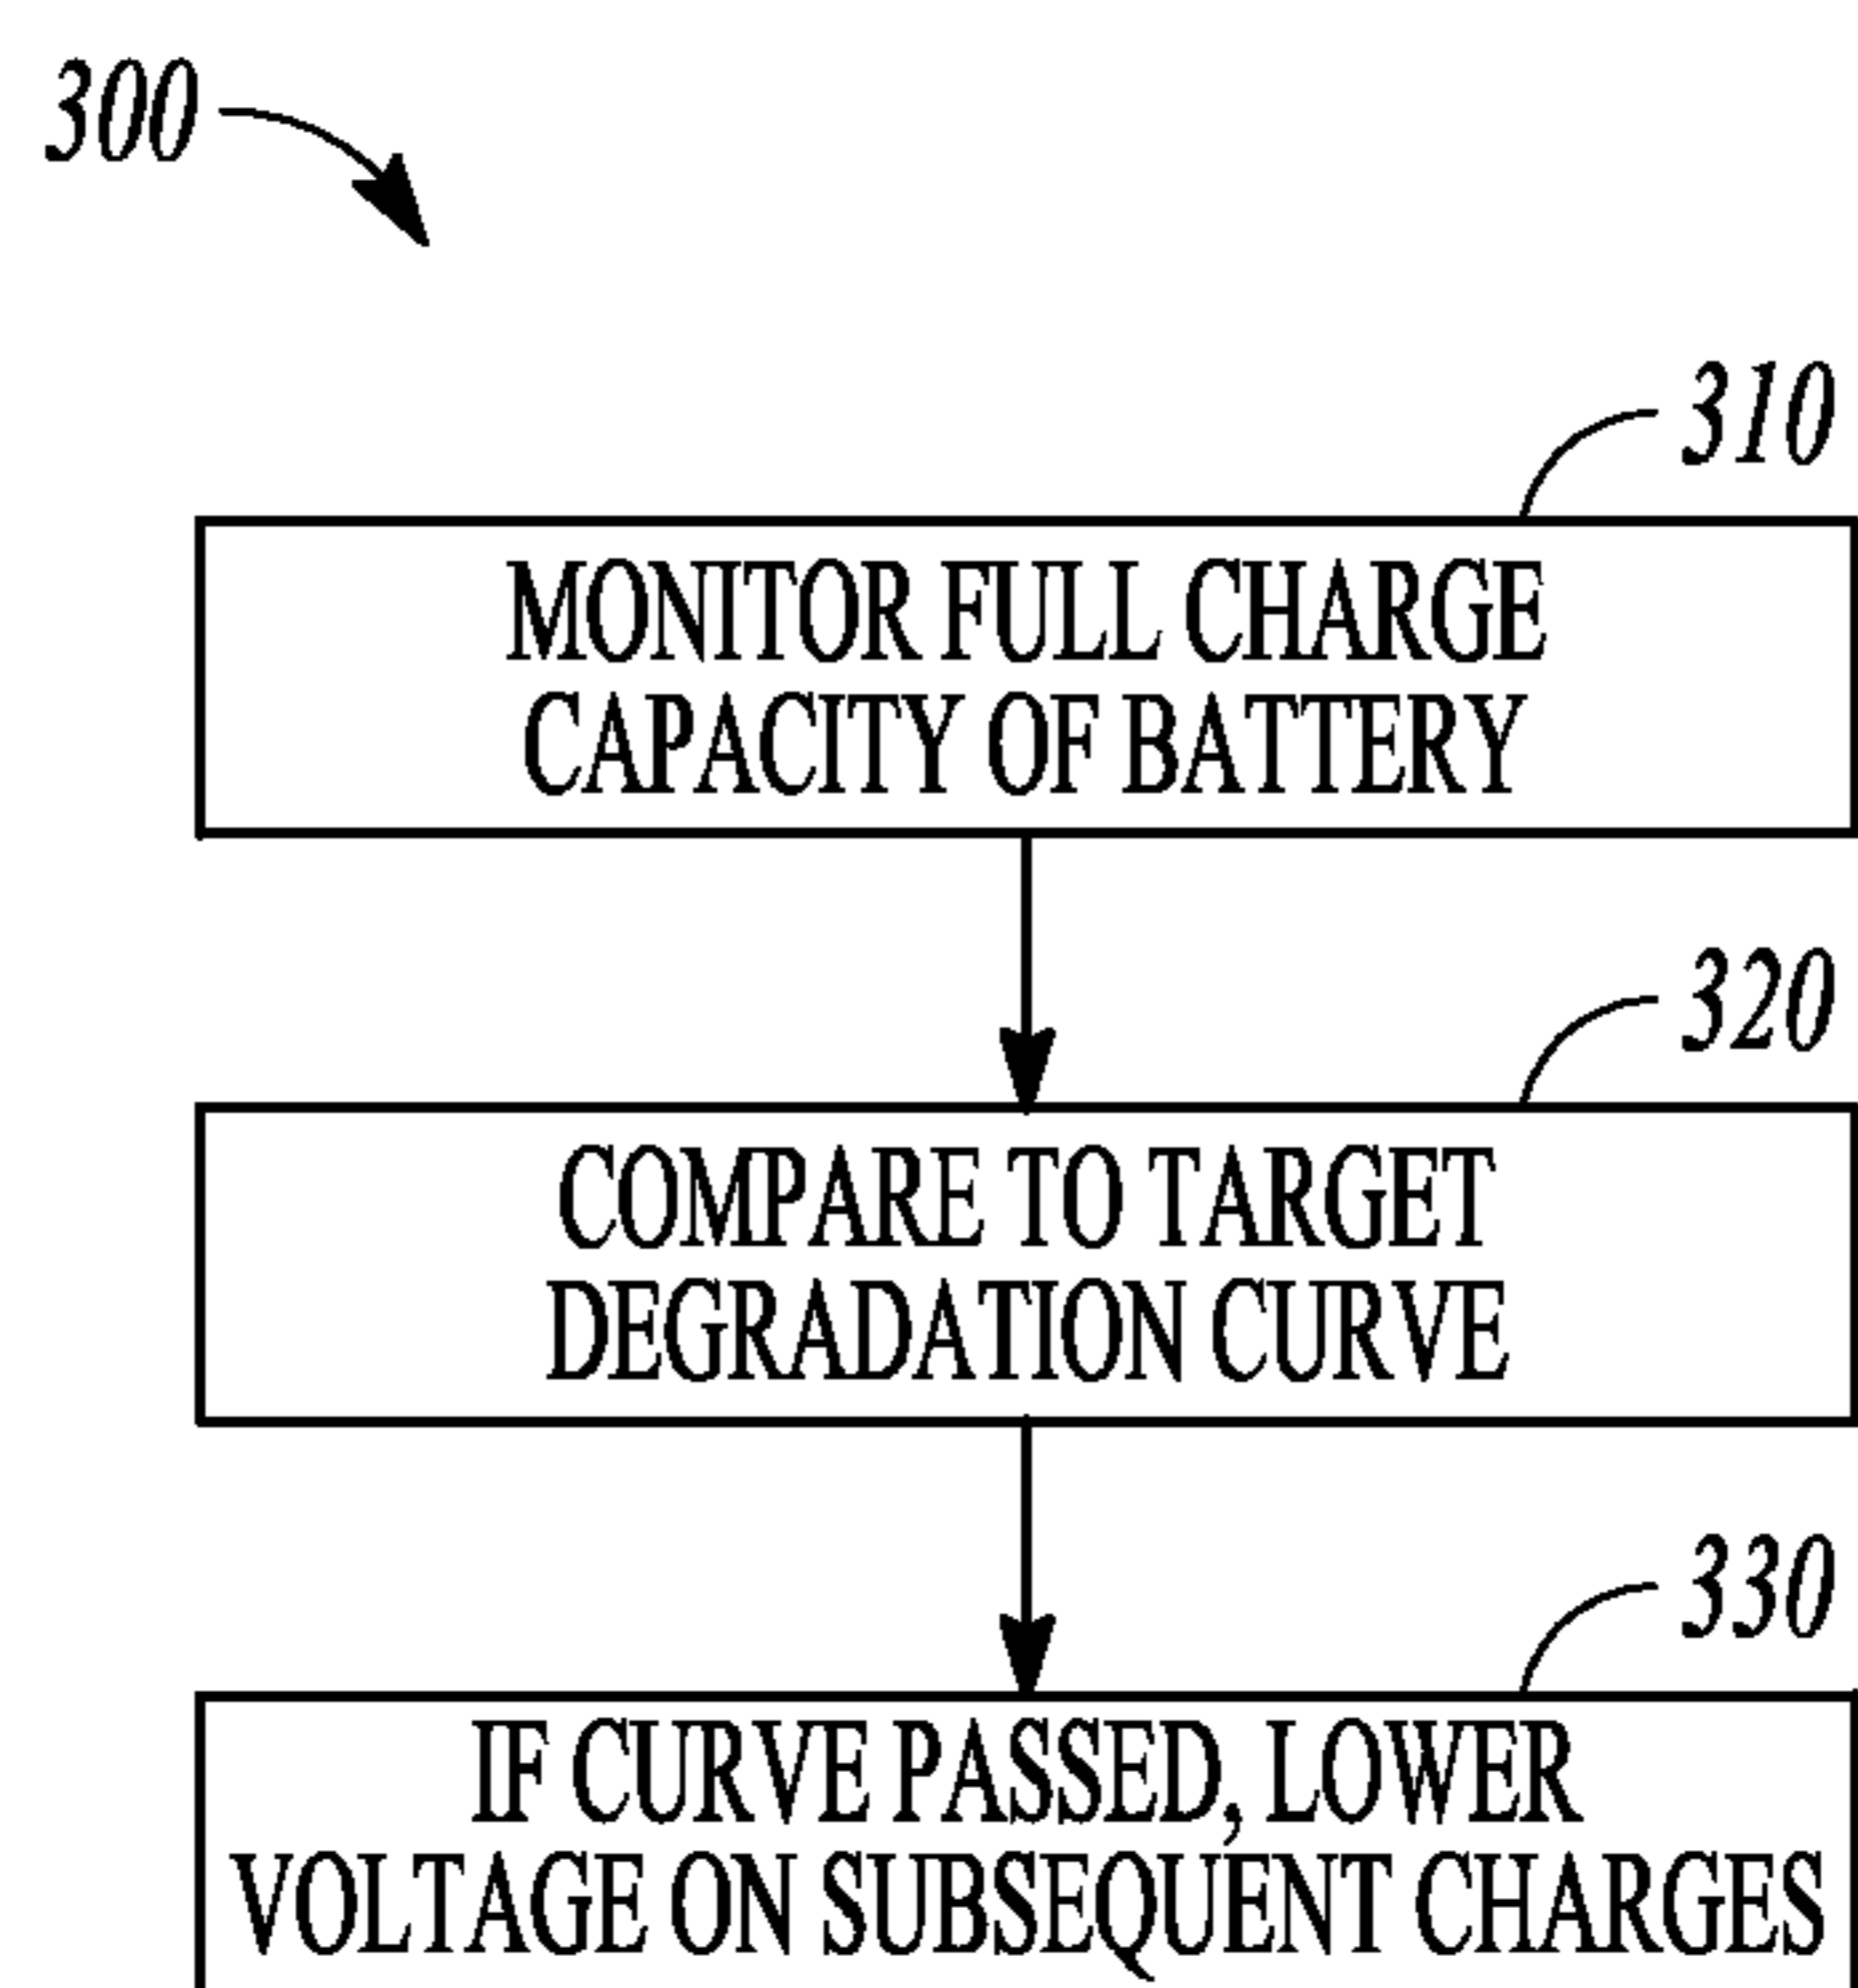 300
310
MONITOR FULL CHARGE
CAPACITY OF BATTERY
320
COMPARE TO TARGET
DEGRADATION CURVE
330
IF CURVE PASSED, LOWER
VOLTAGE ON SUBSEQUENT CHARGES